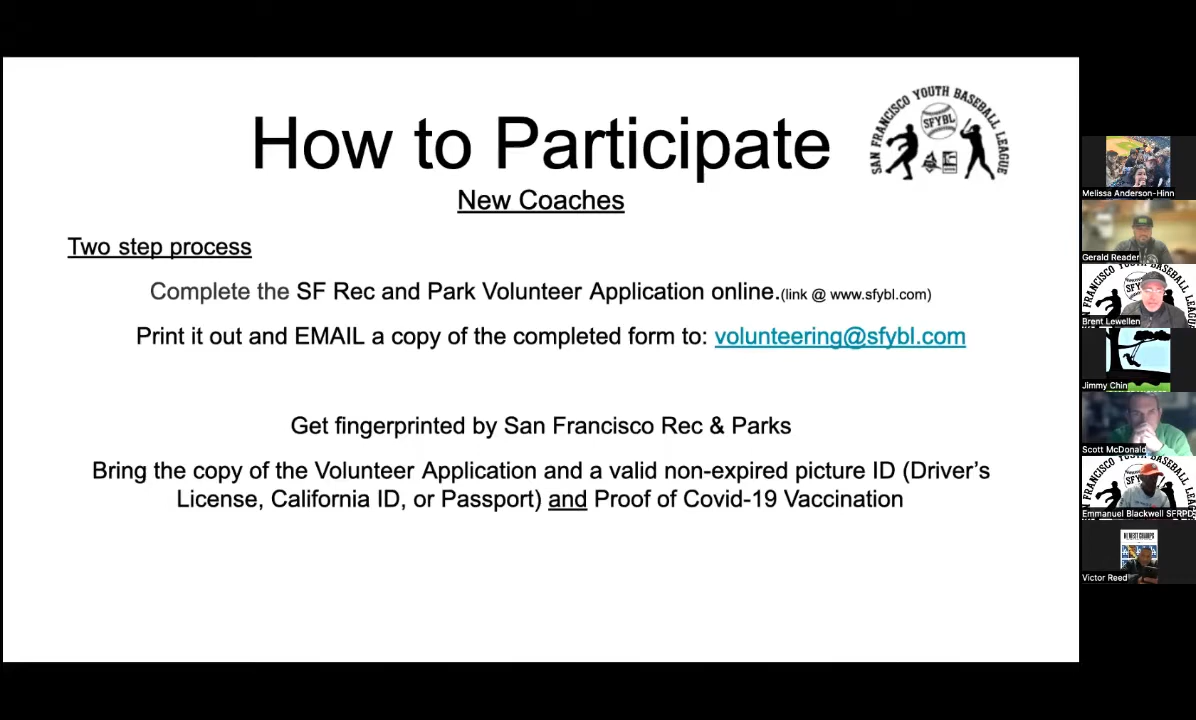 How to Participate
SAN FRANCISCO YOUTH BASEBALL LEAGUE
SFYBL
New Coaches
Two step process
Complete the SF Rec and Park Volunteer Application online.(link @ www.sfybl.com)
Print it out and EMAIL a copy of the completed form to: volunteering@sfybl.com
Get fingerprinted by San Francisco Rec & Parks
Bring the copy of the Volunteer Application and a valid non-expired picture ID (Driver’s
License, California ID, or Passport) and Proof of Covid-19 Vaccination
Melissa Anderson-Hinn
Gerald Reader
Brent Lewellen
Jimmy Chin
Scott McDonald
Emmanuel Blackwell SFRPD
Victor Reed